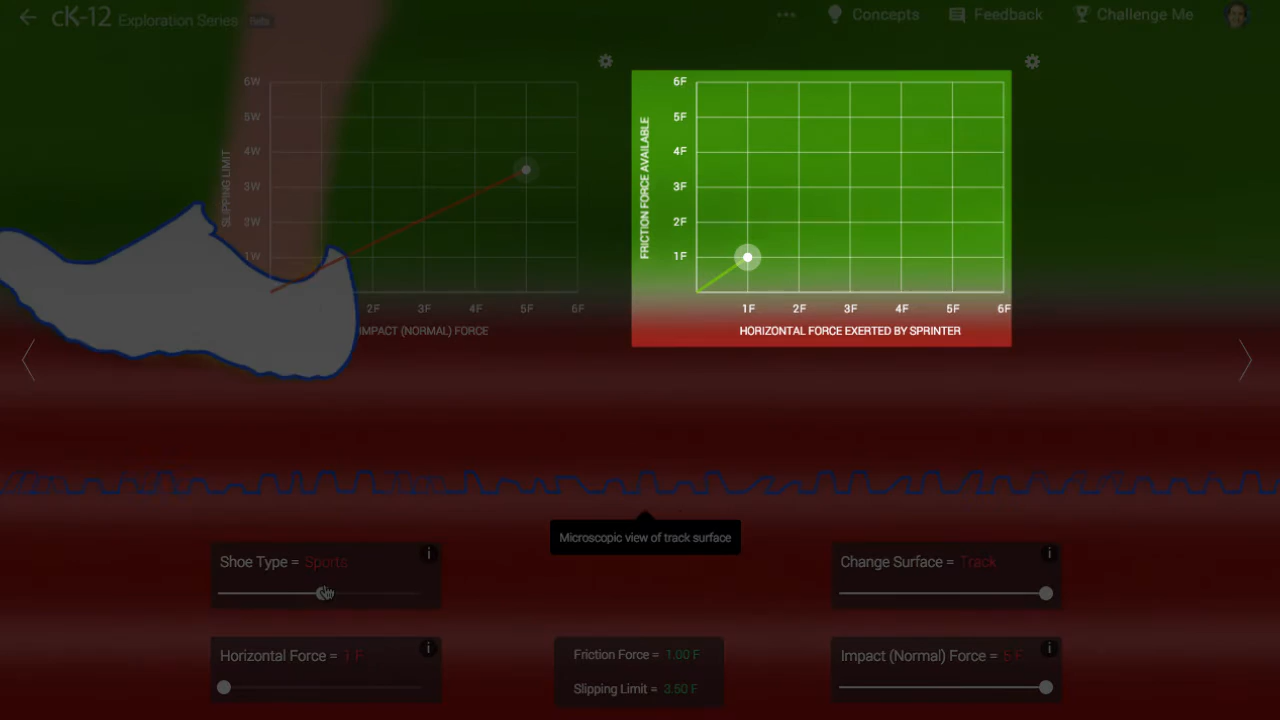 cK-12 Exploration Series Beta
••• Concepts Feedback Challenge Me
6W
5W
4W
3W
2W
1W
SLIPPING LIMIT
2F 3F 4F 5F 6F
IMPACT (NORMAL) FORCE
6F
5F
4F
3F
2F
1F
FRICTION FORCE AVAILABLE
1F 2F 3F 4F 5F 6F
HORIZONTAL FORCE EXERTED BY SPRINTER
Microscopic view of track surface
Shoe Type = Sports
i
Change Surface = Track
i
Horizontal Force = 1 F
i
Friction Force = 1.00 F
Slipping Limit = 3.50 F
Impact (Normal) Force = 5 F
i